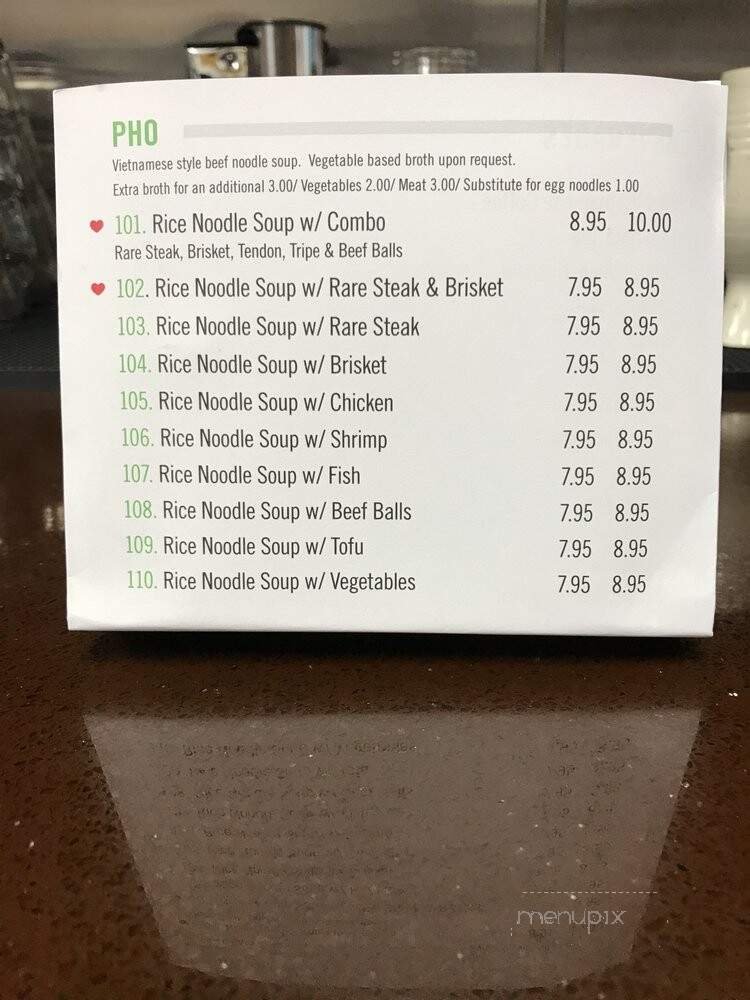 PHO
Vietnamese style beef noodle soup. Vegetable based broth upon request.
Extra broth for an additional 3.00/ Vegetables 2.00/ Meat 3.00/ Substitute for egg noodles 1.00
101. Rice Noodle Soup w/ Combo 8.95 10.00
Rare Steak, Brisket, Tendon, Tripe & Beef Balls
102. Rice Noodle Soup w/ Rare Steak & Brisket 7.95 8.95
103. Rice Noodle Soup w/ Rare Steak 7.95 8.95
104. Rice Noodle Soup w/ Brisket 7.95 8.95
105. Rice Noodle Soup w/ Chicken 7.95 8.95
106. Rice Noodle Soup w/ Shrimp 7.95 8.95
107. Rice Noodle Soup w/ Fish 7.95 8.95
108. Rice Noodle Soup w/ Beef Balls 7.95 8.95
109. Rice Noodle Soup w/ Tofu 7.95 8.95
110. Rice Noodle Soup w/ Vegetables 7.95 8.95
menupix